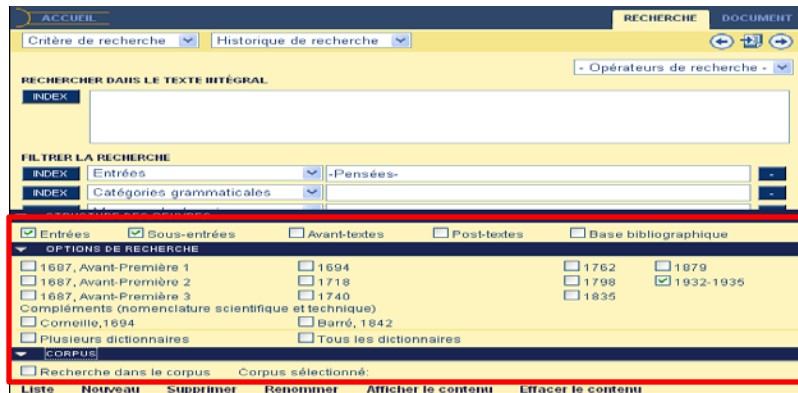 ACCUEIL RECHERCHE DOCUMENT
Critère de recherche Historique de recherche
- Opérateurs de recherche -
RECHERCHER DANS LE TEXTE INTÉGRAL
INDEX
FILTRER LA RECHERCHE
INDEX Entrées -Pensées- -
INDEX Catégories grammaticales -
STRUCTURE DES OEUVRES
Entrées Sous-entrées Avant-textes Post-textes Base bibliographique
OPTIONS DE RECHERCHE
1687, Avant-Première 1 1694 1762 1879
1687, Avant-Première 2 1718 1798 1932-1935
1687, Avant-Première 3 1740 1835
Compléments (nomenclature scientifique et technique)
Corneille,1694 Barré, 1842
Plusieurs dictionnaires Tous les dictionnaires
CORPUS
Recherche dans le corpus Corpus sélectionné:
Liste Nouveau Supprimer Renommer Afficher le contenu Effacer le contenu